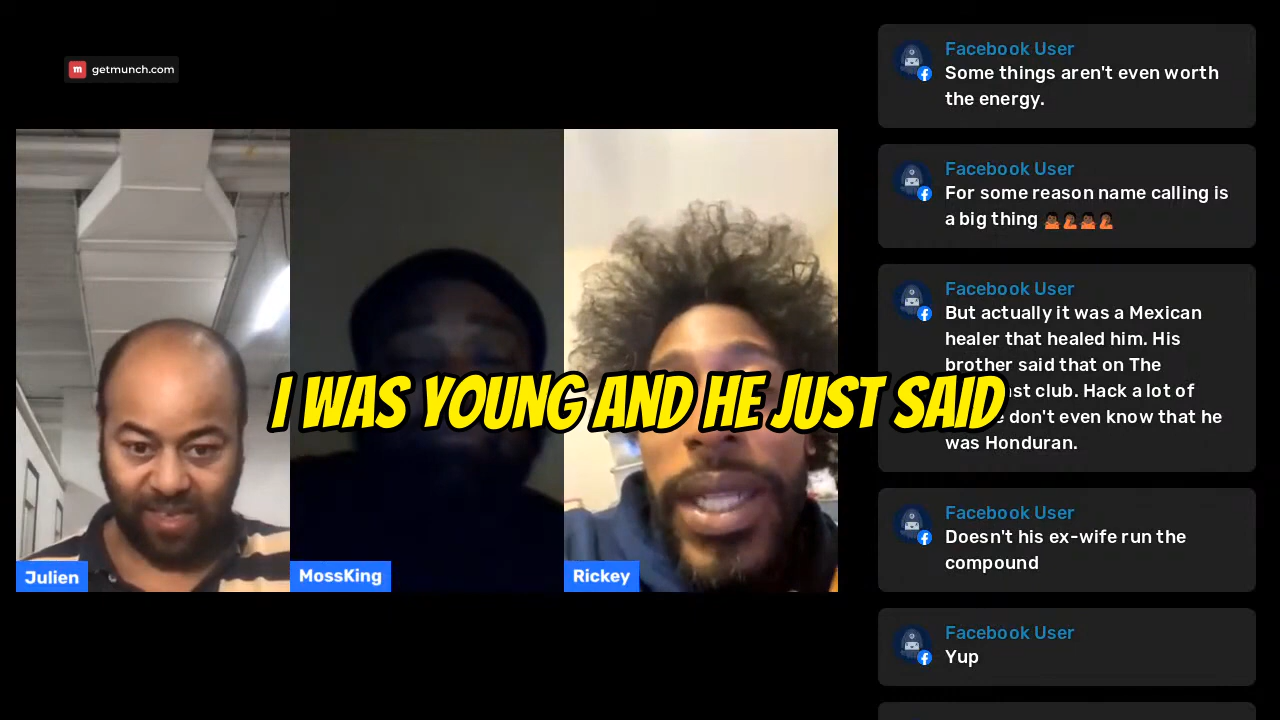 m getmunch.com
Julien
MossKing
Rickey
I WAS YOUNG AND HE JUST SAID
Facebook User
Some things aren't even worth
the energy.
Facebook User
For some reason name calling is
a big thing 🤷🏾🤦🏾🤷🏾🤦🏾
Facebook User
But actually it was a Mexican
healer that healed him. His
brother said that on The
club. Hack a lot of
don't even know that he
was Honduran.
Facebook User
Doesn't his ex-wife run the
compound
Facebook User
Yup